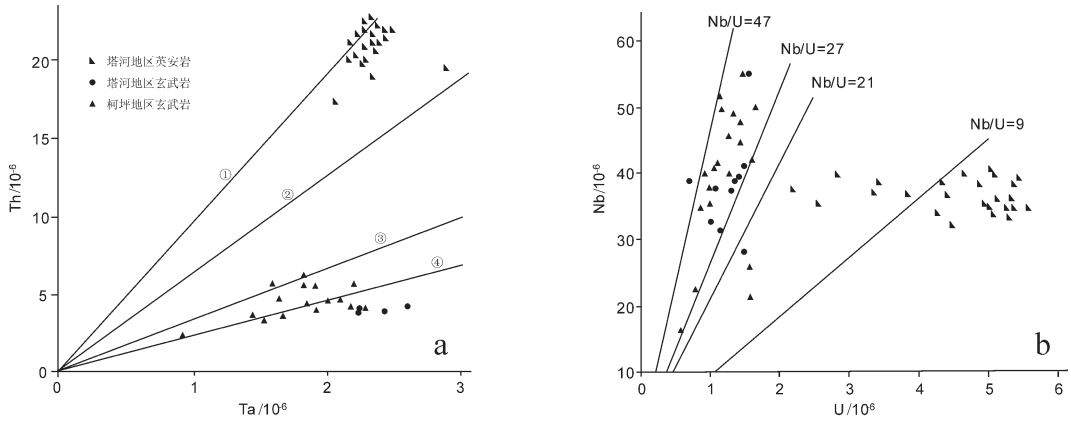 塔河地区英安岩
塔河地区玄武岩
柯坪地区玄武岩
20
15
10
5
0
Th/10⁻⁶
①
②
③
④
a
0
1
2
3
Ta/10⁻⁶
Nb/U=47
Nb/U=27
Nb/U=21
Nb/U=9
60
50
40
30
20
10
Nb/10⁻⁶
b
0
1
2
3
4
5
6
U/10⁶